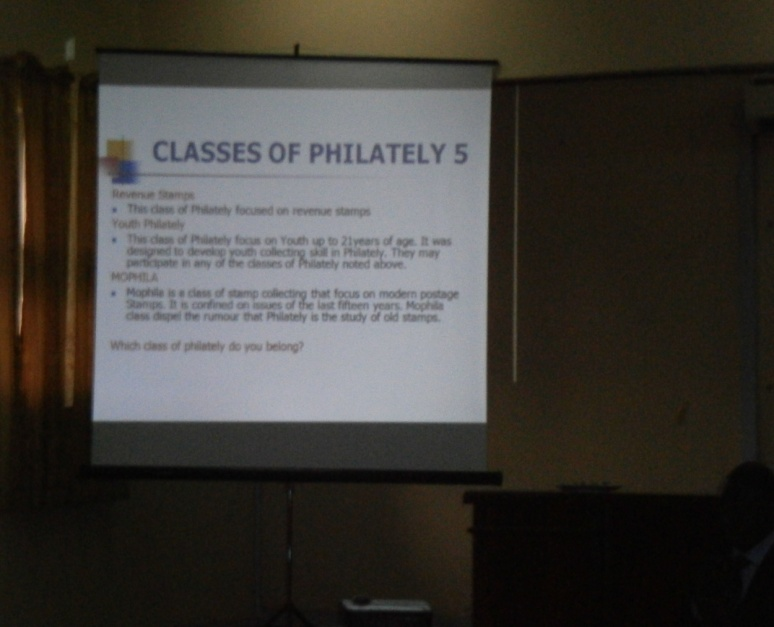 CLASSES OF PHILATELY 5
Revenue Stamps
• This class of Philately focused on revenue stamps
Youth Philately
• This class of Philately focus on Youth up to 21years of age. It was
designed to develop youth collecting skill in Philately. They may
participate in any of the classes of Philately noted above.
MOPHILA
• Mophila is a class of stamp collecting that focus on modern postage
Stamps. It is confined on issues of the last fifteen years. Mophila
class dispel the rumour that Philately is the study of old stamps.
Which class of philately do you belong?